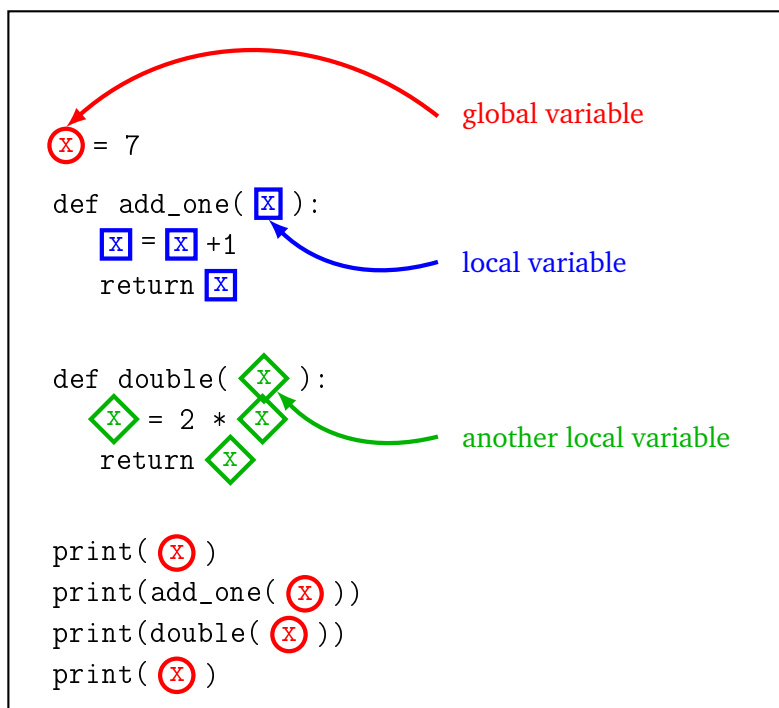 global variable
x = 7
def add_one( x ):
x = x +1
local variable
return x
def double( x ):
x = 2 * x
another local variable
return x
print( x )
print(add_one( x ))
print(double( x ))
print( x )